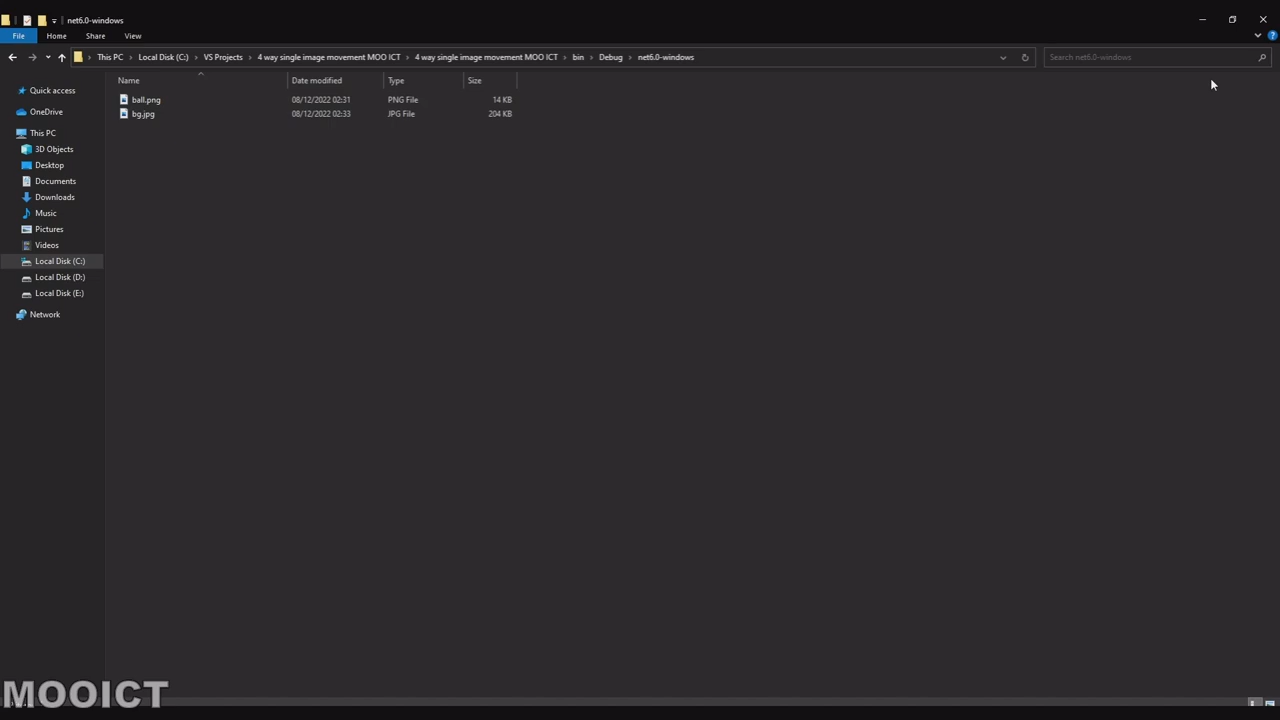 net6.0-windows
File Home Share View
This PC Local Disk (C:) VS Projects 4 way single image movement MOO ICT 4 way single image movement MOO ICT bin Debug net6.0-windows Search net6.0-windows
Name Date modified Type Size
ball.png 08/12/2022 02:31 PNG File 14 KB
bg.jpg 08/12/2022 02:33 JPG File 204 KB
Quick access
OneDrive
This PC
3D Objects
Desktop
Documents
Downloads
Music
Pictures
Videos
Local Disk (C:)
Local Disk (D:)
Local Disk (E:)
Network
MOOICT